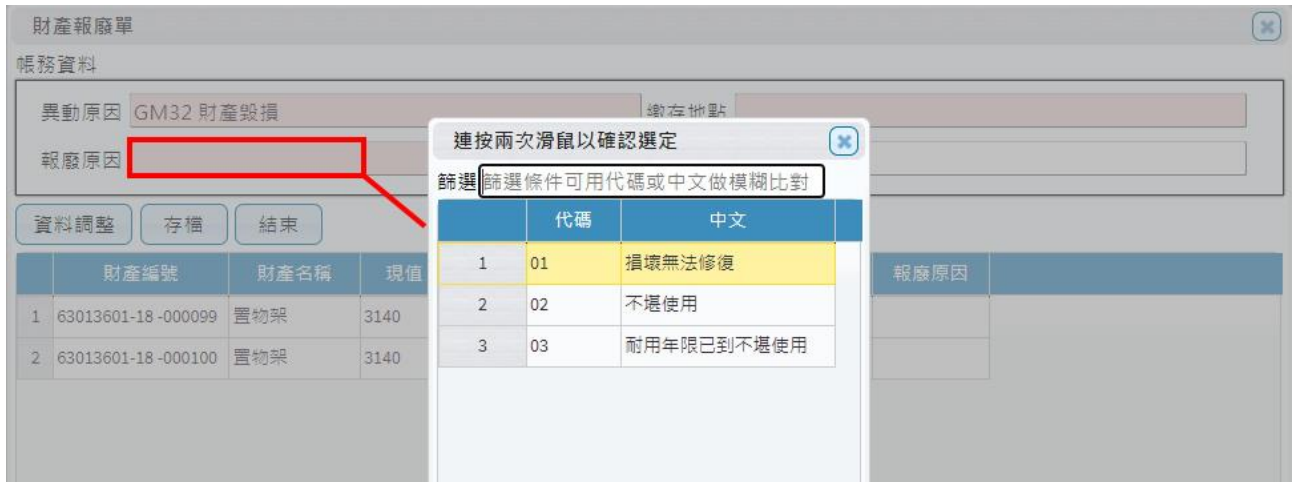 財產報廢單
帳務資料
異動原因 GM32 財產毀損 繳存地點
報廢原因
連按兩次滑鼠以確認選定
篩選 篩選條件可用代碼或中文做模糊比對
代碼 中文
1 01 損壞無法修復
2 02 不堪使用
3 03 耐用年限已到不堪使用
資料調整 存檔 結束
財產編號 財產名稱 現值 報廢原因
1 63013601-18 -000099 置物架 3140
2 63013601-18 -000100 置物架 3140